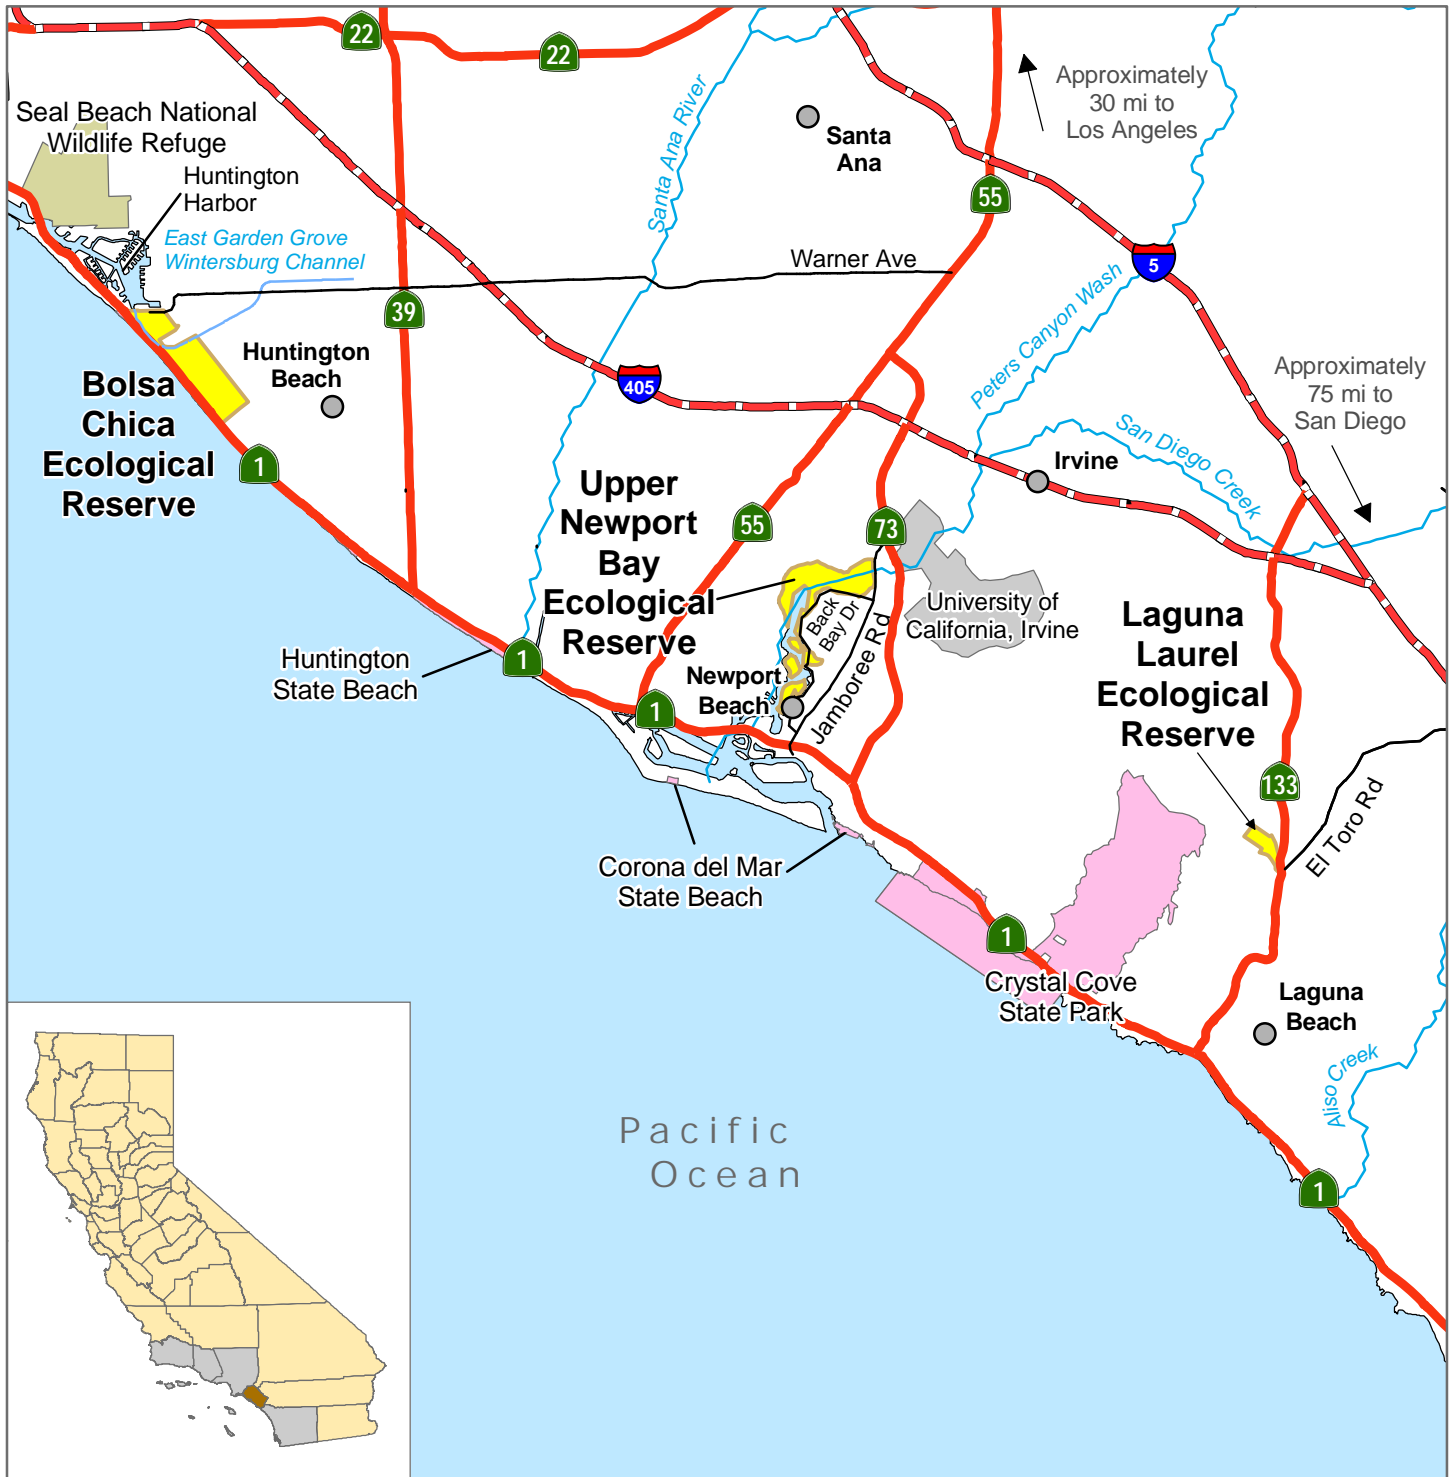 22
22
Approximately
30 mi to
Los Angeles
Seal Beach National
Wildlife Refuge
Santa Ana River
Santa
Ana
Huntington
Harbor
55
East Garden Grove
Wintersburg Channel
Warner Ave
5
39
Peters Canyon Wash
Huntington
Beach
405
Approximately
75 mi to
San Diego
Bolsa
Chica
Ecological
Reserve
1
San Diego Creek
Irvine
Upper
Newport
Bay
Ecological
Reserve
55
73
University of
California, Irvine
Back
Bay Dr
Jamboree Rd
Laguna
Laurel
Ecological
Reserve
Huntington
State Beach
1
Newport
Beach
1
133
El Toro Rd
Corona del Mar
State Beach
1
Crystal Cove
State Park
Laguna
Beach
Aliso Creek
Pacific
Ocean
1